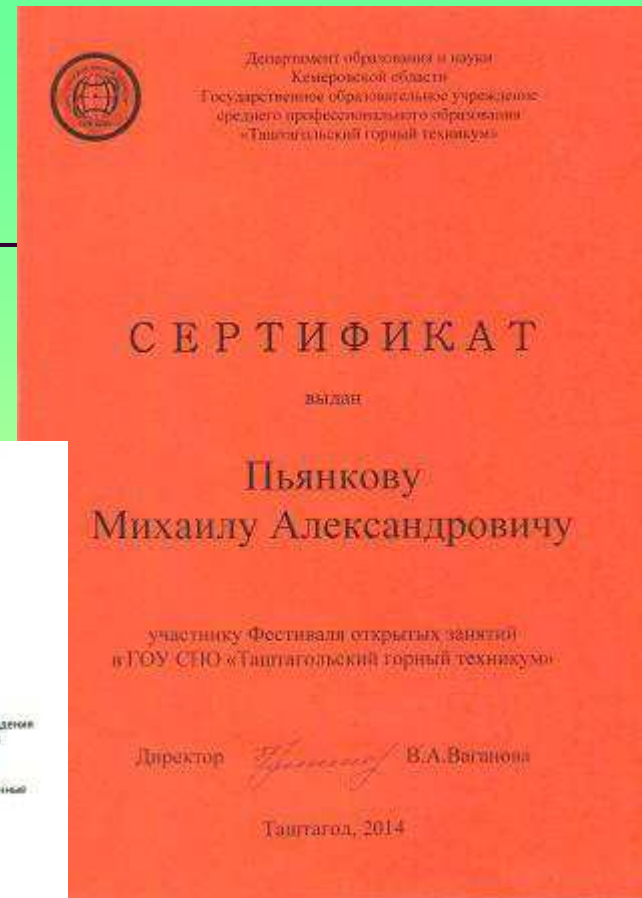 Департамент образования и науки
Кемеровской области
Государственное образовательное учреждение
среднего профессионального образования
«Таштагольский горный техникум»
СЕРТИФИКАТ
выдан
Пьянкову
Михаилу Александровичу
участнику Фестиваля открытых занятий
в ГОУ СПО «Таштагольский горный техникум»
Директор В.А.Ваганова
Таштагол, 2014